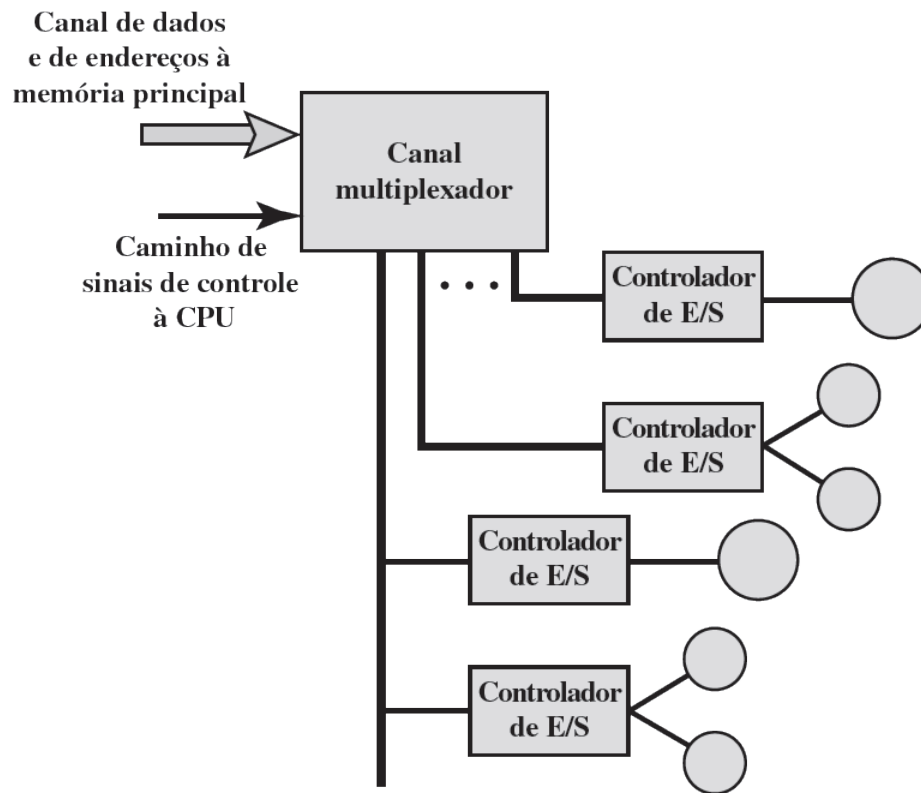 Canal de dados
e de endereços à
memória principal
Canal
multiplexador
Caminho de
sinais de controle
à CPU
. . .
Controlador
de E/S
Controlador
de E/S
Controlador
de E/S
Controlador
de E/S